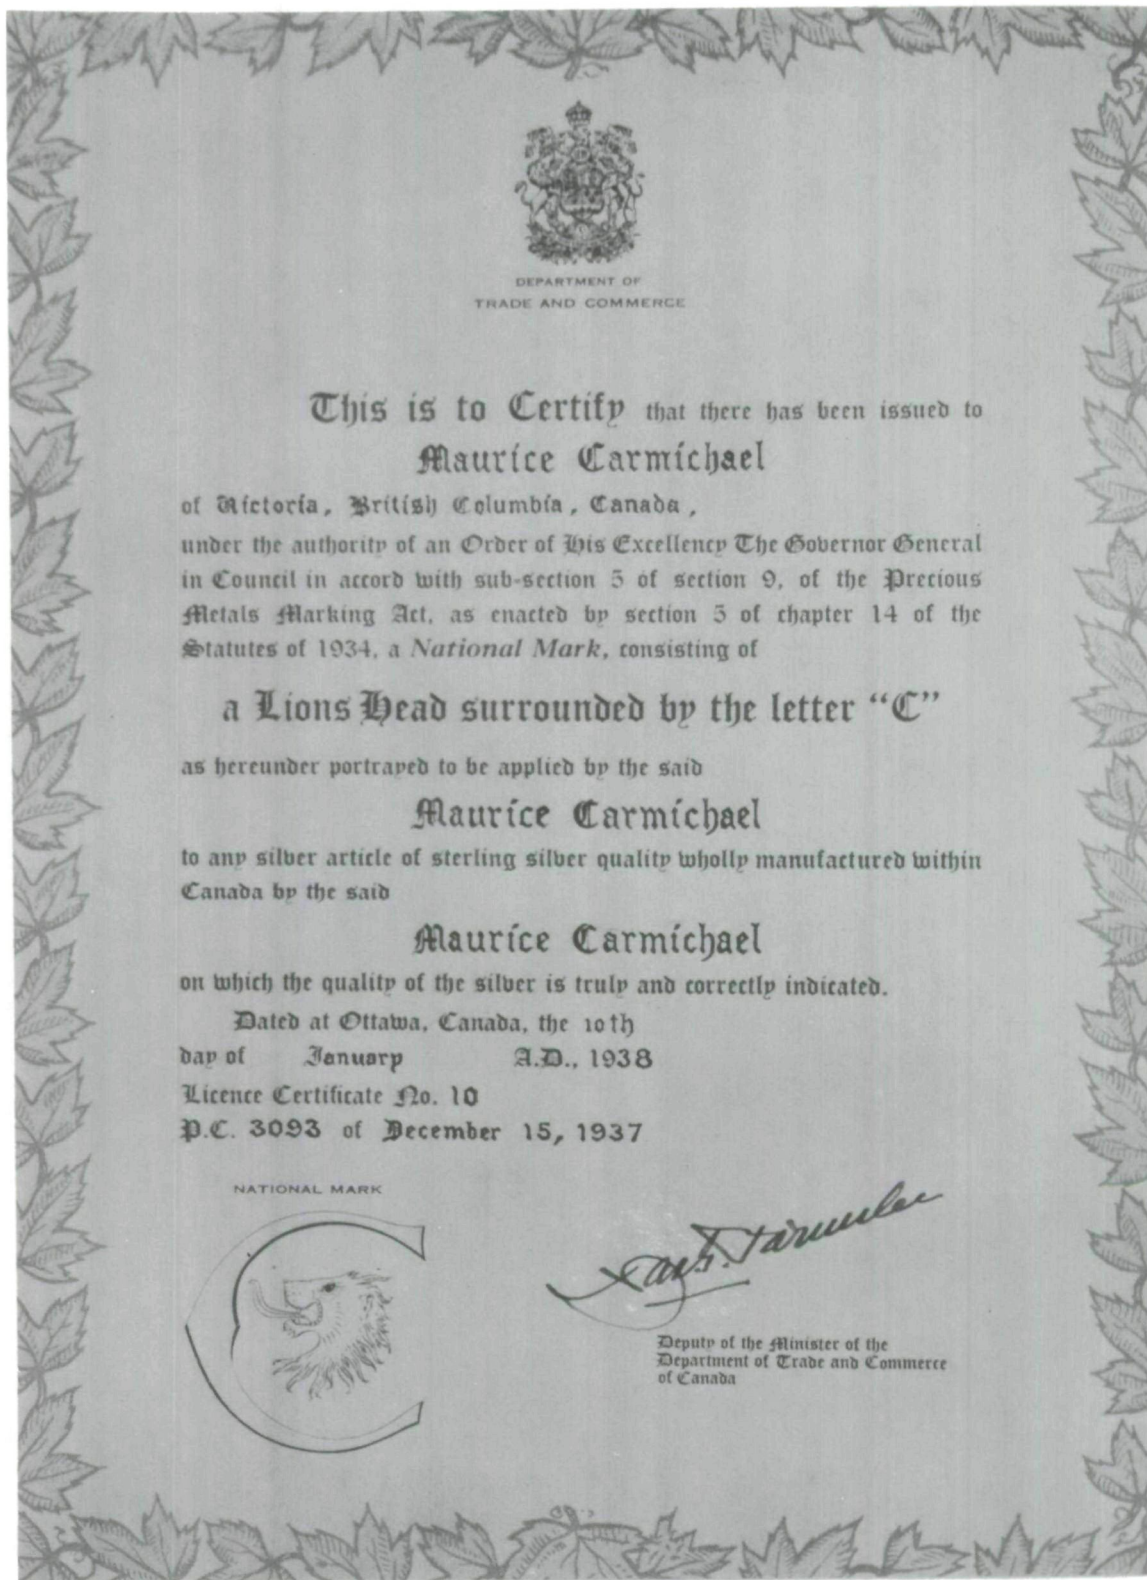 DEPARTMENT OF
TRADE AND COMMERCE
This is to Certify that there has been issued to
Maurice Carmichael
of Victoria, British Columbia, Canada,
under the authority of an Order of His Excellency The Governor General
in Council in accord with sub-section 5 of section 9, of the Precious
Metals Marking Act, as enacted by section 5 of chapter 14 of the
Statutes of 1934, a National Mark, consisting of
a Lions Head surrounded by the letter “C”
as hereunder portrayed to be applied by the said
Maurice Carmichael
to any silver article of sterling silver quality wholly manufactured within
Canada by the said
Maurice Carmichael
on which the quality of the silver is truly and correctly indicated.
Dated at Ottawa, Canada, the 10th
day of January A.D., 1938
Licence Certificate No. 10
P.C. 3093 of December 15, 1937
NATIONAL MARK
C
Deputy of the Minister of the
Department of Trade and Commerce
of Canada